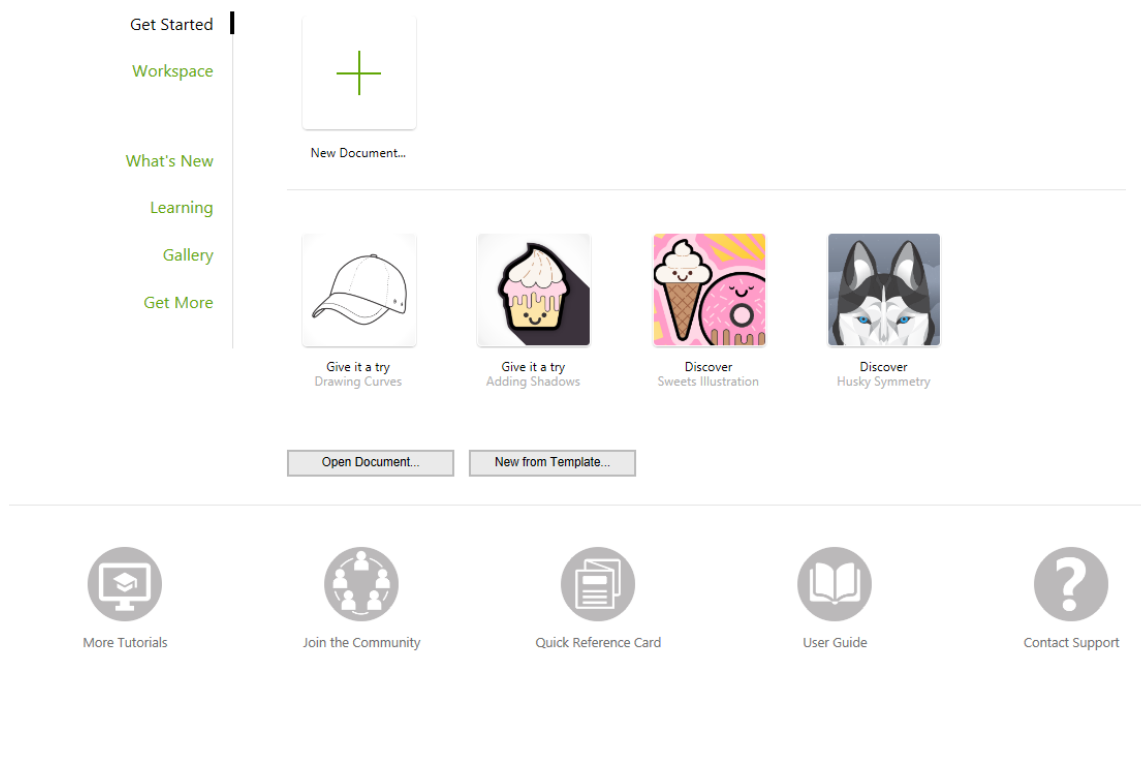 Get Started
Workspace
What's New
Learning
Gallery
Get More
New Document...
Give it a try
Drawing Curves
Give it a try
Adding Shadows
Discover
Sweets Illustration
Discover
Husky Symmetry
Open Document...
New from Template...
More Tutorials
Join the Community
Quick Reference Card
User Guide
Contact Support